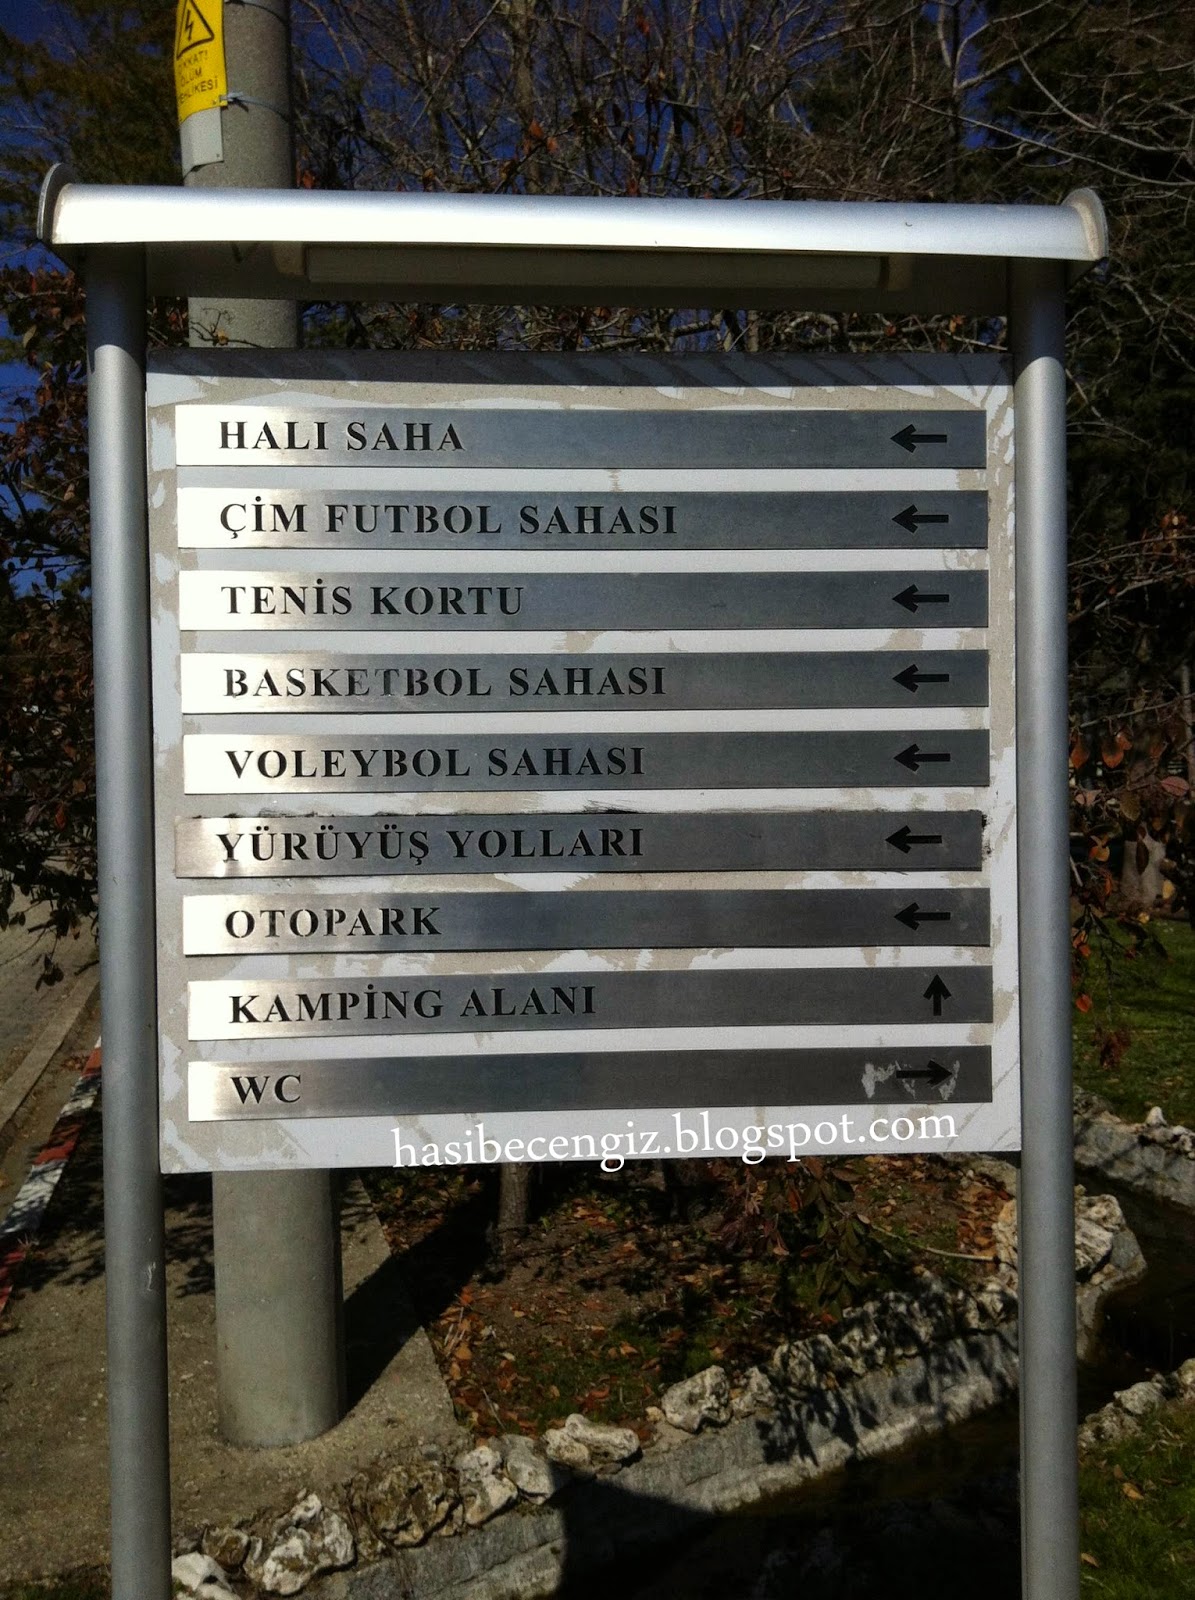 ÖLÜM
HALI SAHA
ÇİM FUTBOL SAHASI
TENİS KORTU
BASKETBOL SAHASI
VOLEYBOL SAHASI
YÜRÜYÜŞ YOLLARI
OTOPARK
KAMPİNG ALANI
WC
hasibecengiz.blogspot.com